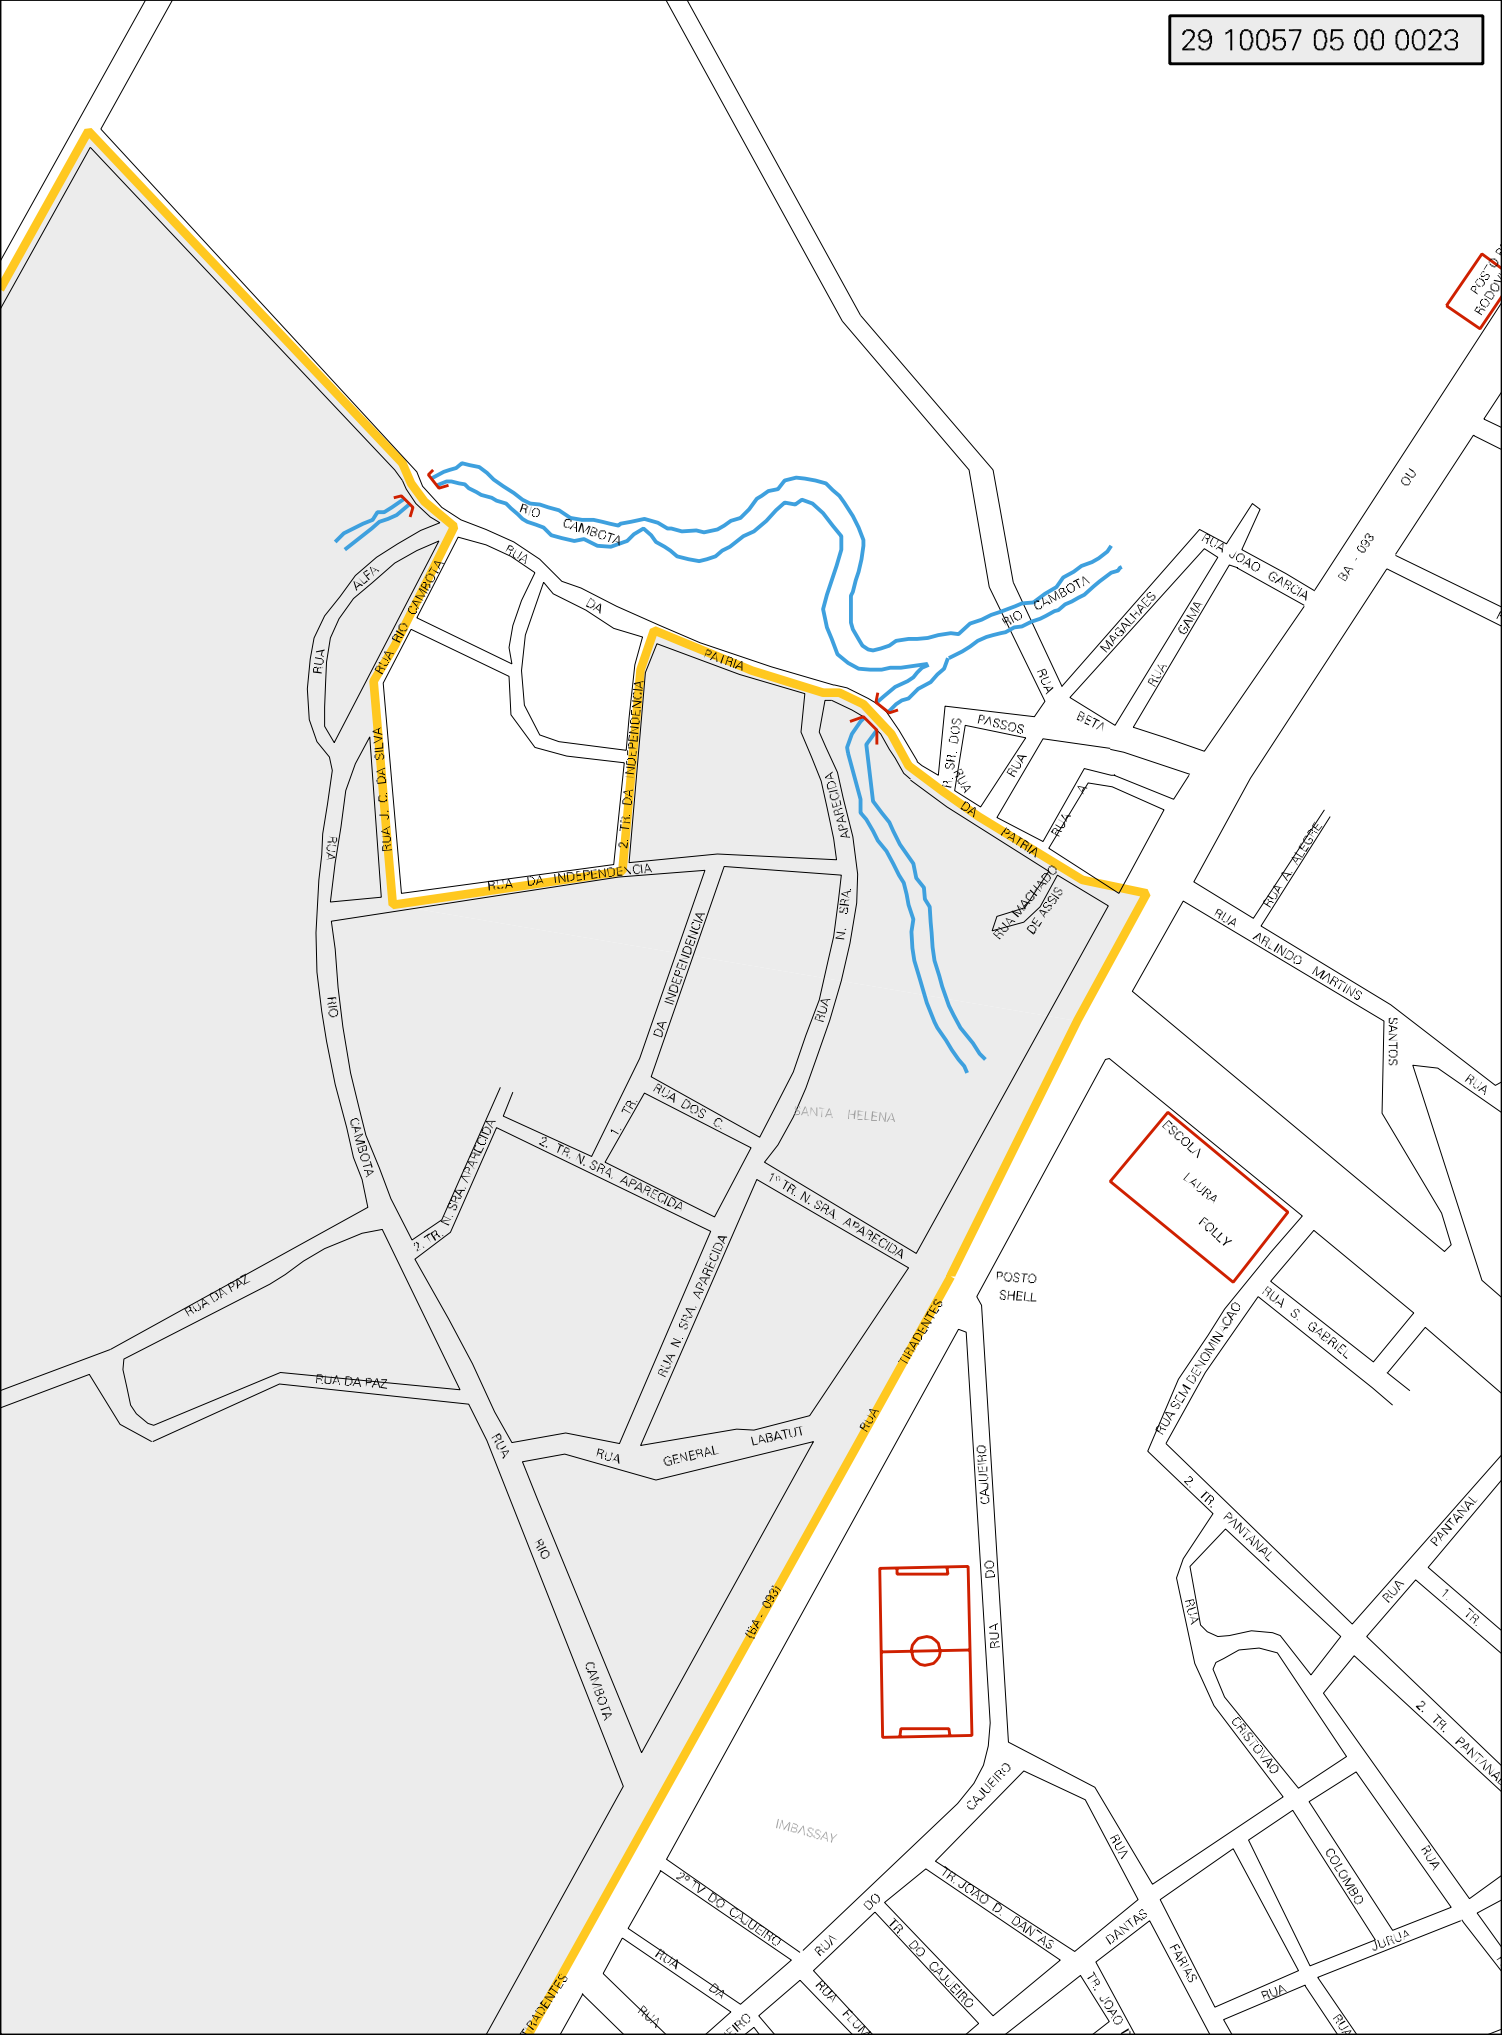 29 10057 05 00 0023
RIO CAMBOTA
RUA DA PATRIA
ALFA
RUA
RUA RIO CAMBOTA
RUA J. C. DA SILVA
2. TR. DA INDEPENDENCIA
RUA DA INDEPENDENCIA
RIO CAMBOTA
RUA JOAO GARCIA
MAGALHAES
RUA GAMA
RUA
BETA
PASSOS
R. SR. DOS
RUA
RUA
RUA A
BA - 093
OU
RUA A. ALEGRE
DA PATRIA
RUA MACHADO
DE ASSIS
RUA ARLINDO MARTINS
SANTOS
RUA
RUA N. SRA. APARECIDA
1. TR. DA INDEPENDENCIA
RUA DOS C.
SANTA HELENA
2. TR. N. SRA. APARECIDA
2. TR. N. SRA. APARECIDA
1ª TR. N. SRA. APARECIDA
RUA RIO CAMBOTA
RUA DA PAZ
RUA DA PAZ
RUA N. SRA. APARECIDA
RUA GENERAL LABATUT
RUA RIO CAMBOTA
ESCOLA
LAURA
FOLLY
POSTO
SHELL
RUA TIRADENTES
(BA - 093)
RUA S. GABRIEL
RUA SEM DENOMINACAO
RUA DO CAJUEIRO
2. TR. PANTANAL
RUA PANTANAL
1. TR.
2. TR. PANTANAL
RUA CRISTOVAO
COLOMBO
RUA
IMBASSAY
RUA DO CAJUEIRO
RUA
2ª TV DO CAJUEIRO
TR. JOAO D. DANTAS
TR. DO CAJUEIRO
DANTAS
FARIAS
RUA JURUA
RUA DA
RUA
TIRADENTES